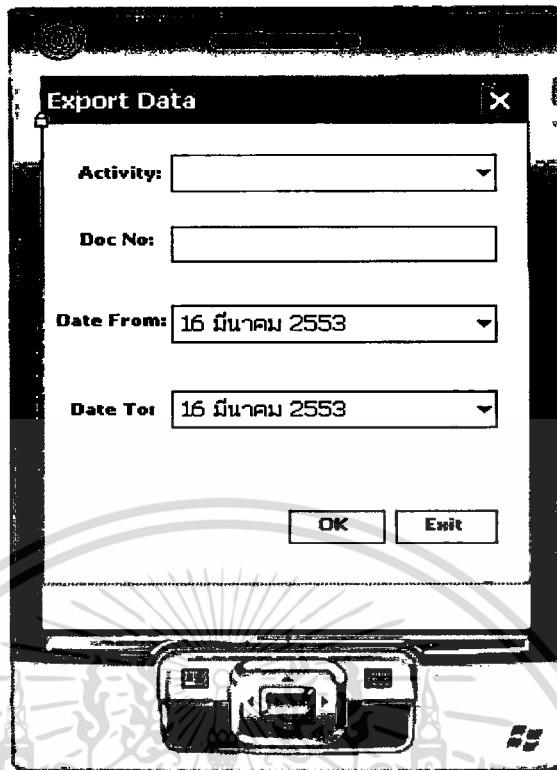 Export Data
Activity:
Doc No:
Date From: 16 มีนาคม 2553
Date To: 16 มีนาคม 2553
OK Exit